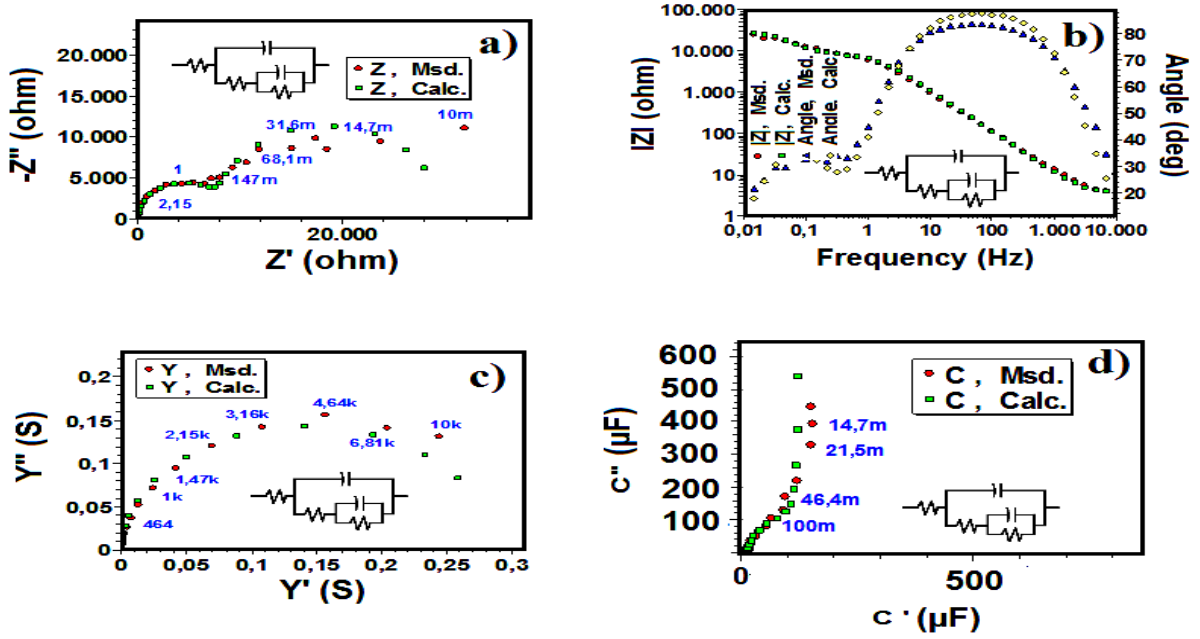 a)
20.000
16.000
10.000
5.000
0
-Z" (ohm)
Z , Msd.
Z , Calc.
10m
31,6m
14,7m
68,1m
147m
1
2,15
0
20.000
Z' (ohm)
b)
100.000
10.000
1.000
100
10
1
IZI (ohm)
IZI, Msd.
IZI, Calc.
Angle, Msd.
Andle. Calc.
80
70
60
50
40
30
20
Angle (deg)
0,01
0,1
1
10
100
1.000
10.000
Frequency (Hz)
c)
0,2
0,15
0,1
0,05
0
Y" (S)
Y , Msd.
Y , Calc.
4,64k
3,16k
2,15k
6,81k
10k
1,47k
1k
464
0
0,05
0,1
0,15
0,2
0,25
0,3
Y' (S)
d)
600
500
400
300
200
100
0
C" (µF)
C , Msd.
C , Calc.
14,7m
21,5m
46,4m
100m
500
C ' (µF)